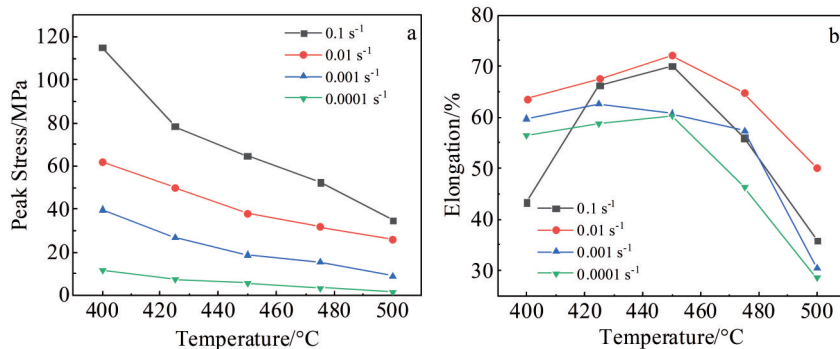 a
Peak Stress/MPa
120
100
80
60
40
20
0
0.1 s⁻¹
0.01 s⁻¹
0.001 s⁻¹
0.0001 s⁻¹
400 420 440 460 480 500
Temperature/°C
b
Elongation/%
80
70
60
50
40
30
0.1 s⁻¹
0.01 s⁻¹
0.001 s⁻¹
0.0001 s⁻¹
400 420 440 460 480 500
Temperature/°C